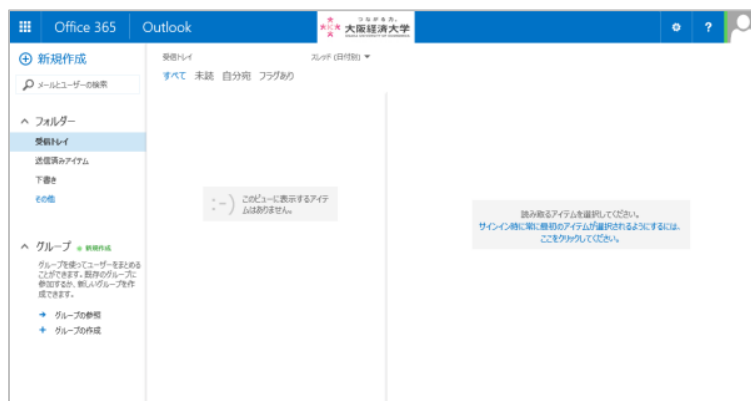 Office 365
Outlook
つながる力。
大阪経済大学
?
新規作成
メールとユーザーの検索
フォルダー
受信トレイ
送信済みアイテム
下書き
その他
グループ
新規作成
グループを使ってユーザーをまとめる
ことができます。既存のグループに
参加するか、新しいグループを作
成できます。
グループの参照
グループの作成
受信トレイ
スレッド (日付別)
すべて 未読 自分宛 フラグあり
:-)
このビューに表示するアイテ
ムはありません。
読み取るアイテムを選択してください。
サインイン時に常に最初のアイテムが選択されるようにするには、
ここをクリックしてください。